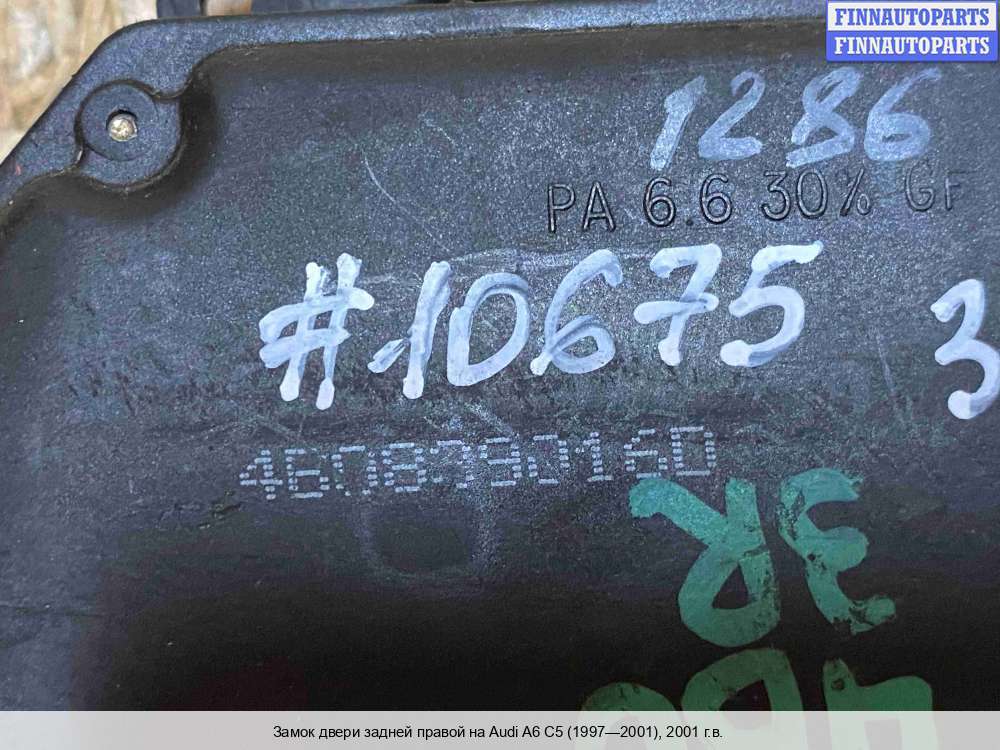 FINNAUTOPARTS
FINNAUTOPARTS
1286
PA 6.6 30% GF
#10675
3
4B0839016D
Замок двери задней правой на Audi A6 C5 (1997—2001), 2001 г.в.